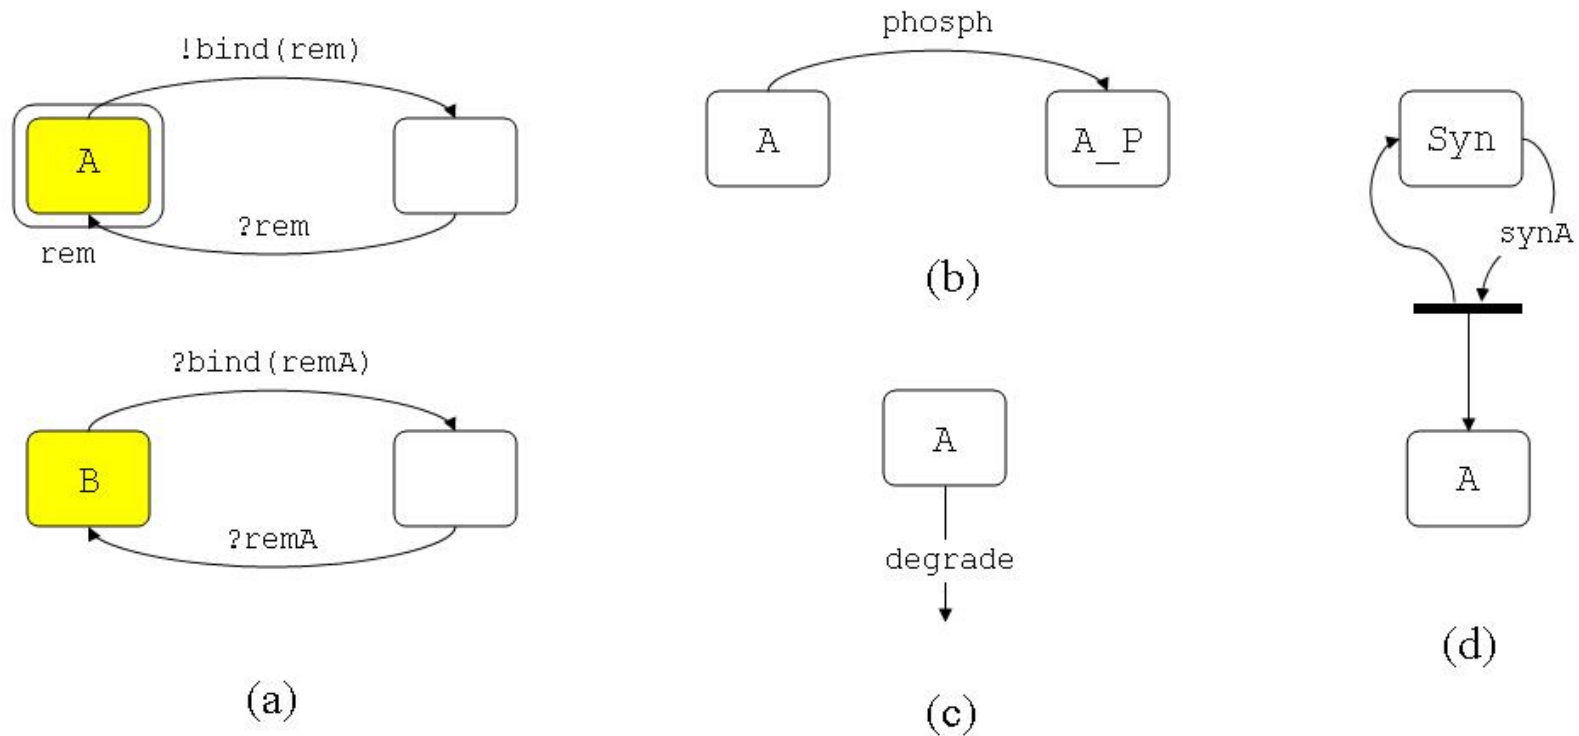 !bind(rem)
A
?rem
rem
?bind(remA)
B
?remA
(a)
phosph
A
A_P
(b)
A
degrade
(c)
Syn
synA
A
(d)